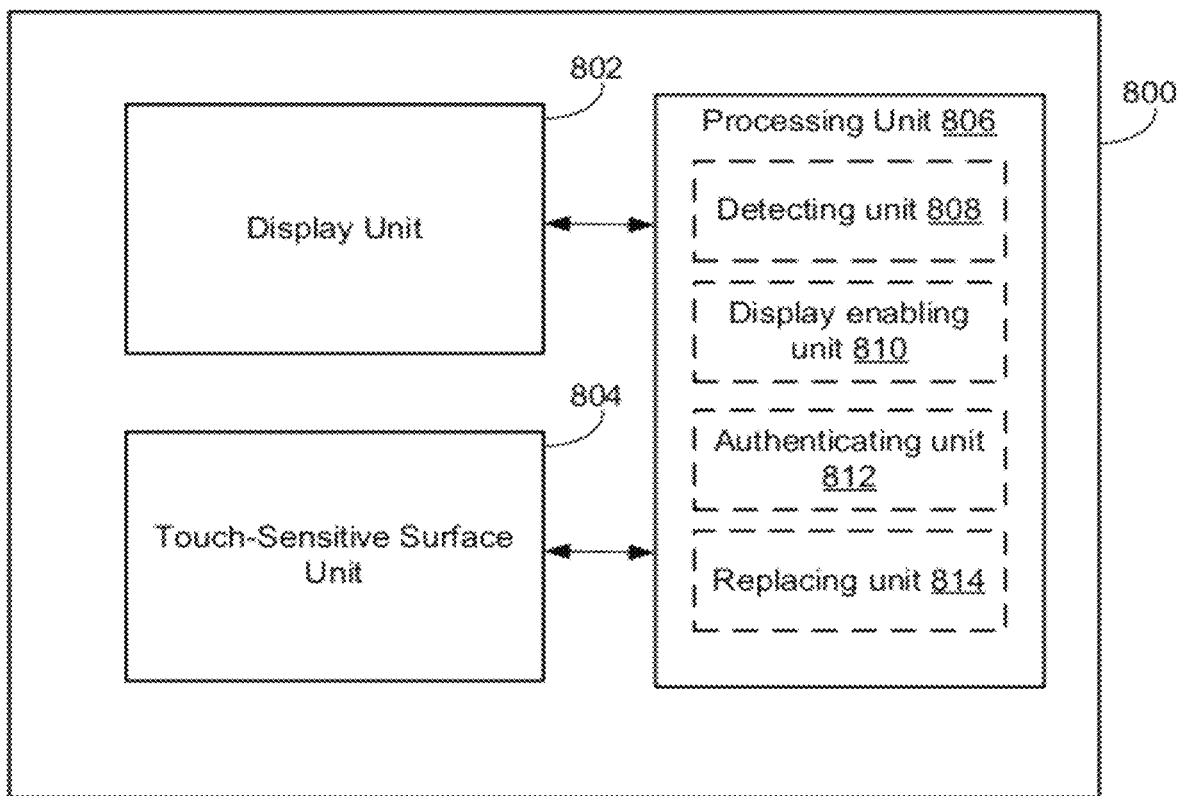 802
800
Display Unit
Processing Unit 806
Detecting unit 808
Display enabling
unit 810
804
Authenticating unit
812
Touch-Sensitive Surface
Unit
Replacing unit 814